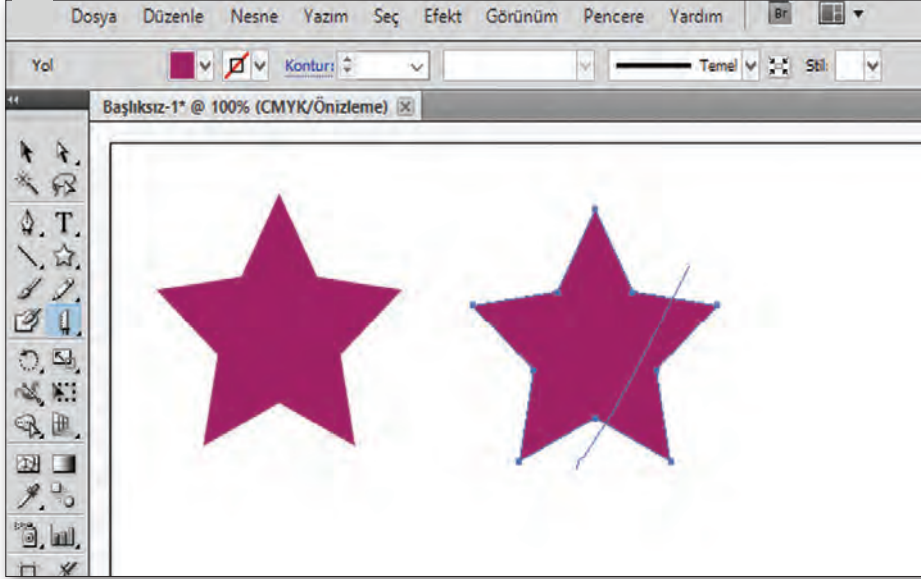 Dosya Düzenle Nesne Yazım Seç Efekt Görünüm Pencere Yardım Br
Yol Kontur: Temel Stil:
Başlıksız-1* @ 100% (CMYK/Önizleme)
T